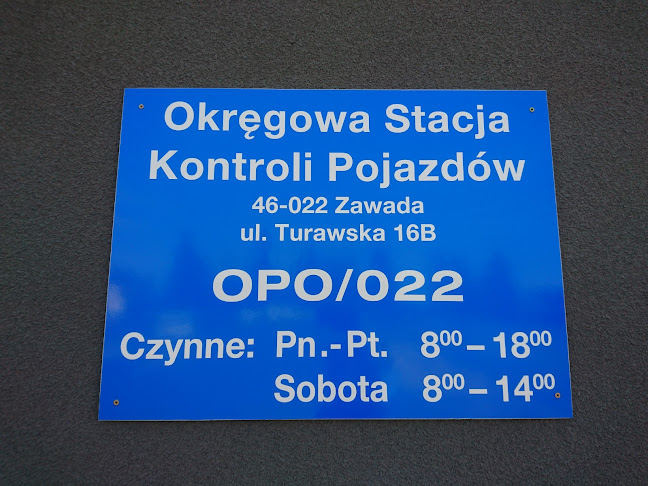 Okręgowa Stacja
Kontroli Pojazdów
46-022 Zawada
ul. Turawska 16B
OPO/022
Czynne: Pn.-Pt. 8⁰⁰–18⁰⁰
Sobota 8⁰⁰–14⁰⁰